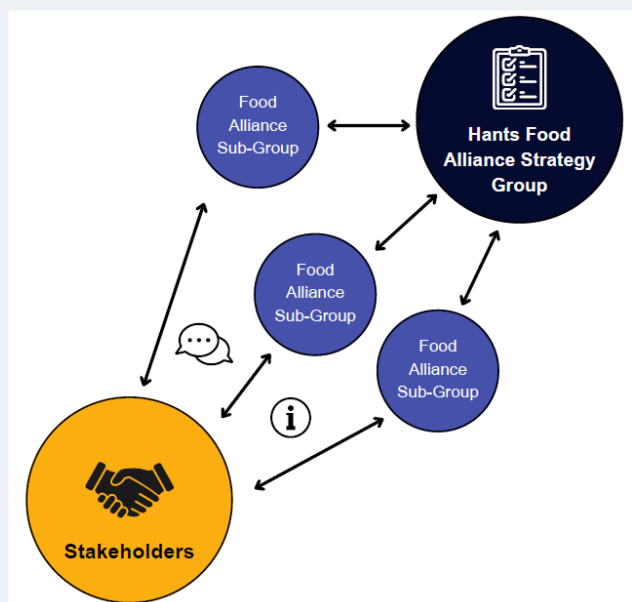 Food
Alliance
Sub-Group
Hants Food
Alliance Strategy
Group
Food
Alliance
Sub-Group
Food
Alliance
Sub-Group
i
Stakeholders